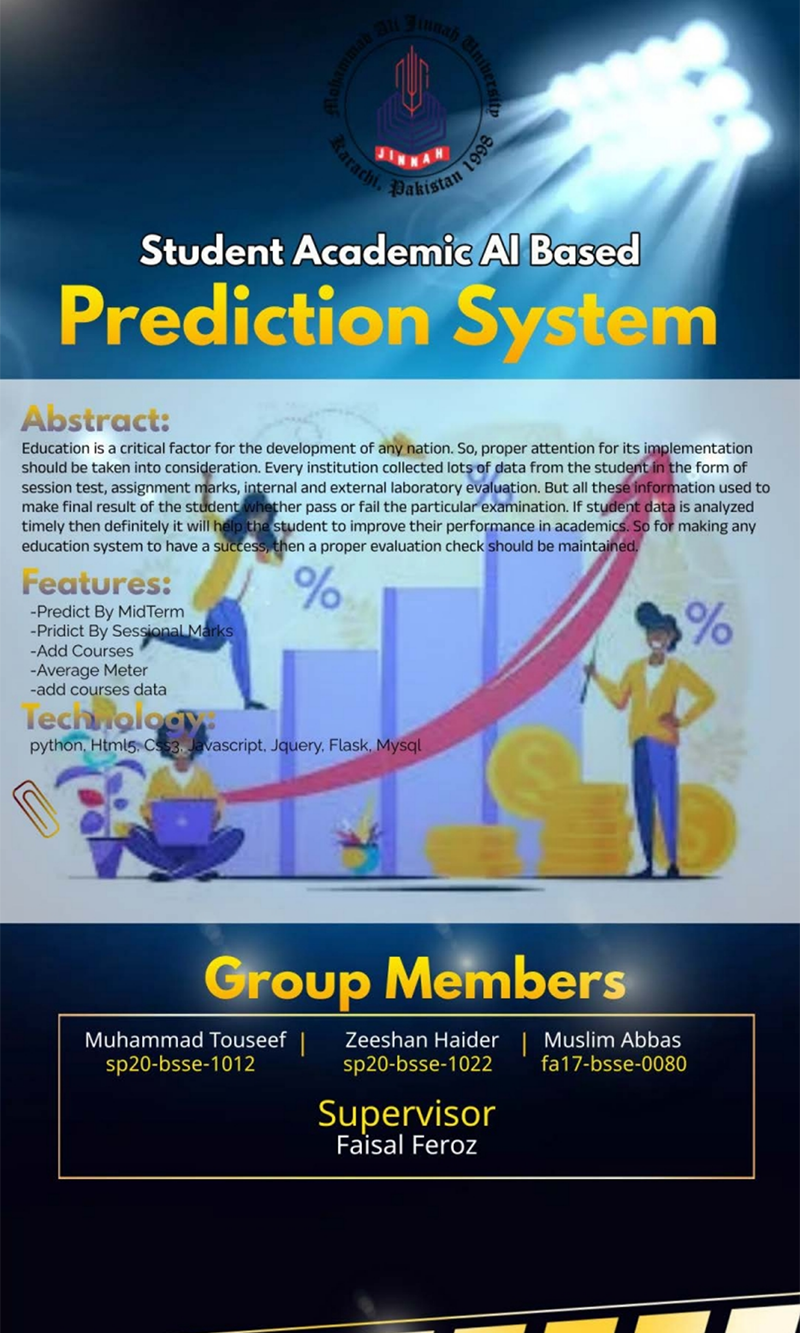 Mohammad Ali Jinnah University
JINNAH
Karachi, Pakistan 1998
Student Academic AI Based
Prediction System
Abstract:
Education is a critical factor for the development of any nation. So, proper attention for its implementation
should be taken into consideration. Every institution collected lots of data from the student in the form of
session test, assignment marks, internal and external laboratory evaluation. But all these information used to
make final result of the student whether pass or fail the particular examination. If student data is analyzed
timely then definitely it will help the student to improve their performance in academics. So for making any
education system to have a success, then a proper evaluation check should be maintained.
Features:
-Predict By MidTerm
-Pridict By Sessional Marks
-Add Courses
-Average Meter
-add courses data
Technology:
python, Html5, Css3, Javascript, Jquery, Flask, Mysql
% % %
$
Group Members
Muhammad Touseef | Zeeshan Haider | Muslim Abbas
sp20-bsse-1012 sp20-bsse-1022 fa17-bsse-0080
Supervisor
Faisal Feroz